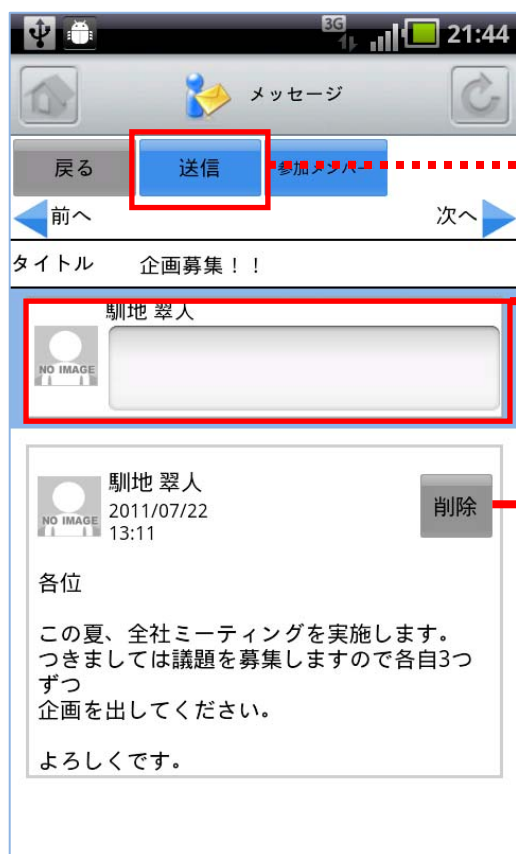 3G
21:44
メッセージ
戻る
送信
参加メンバー
前へ
次へ
タイトル 企画募集！！
馴地 翠人
NO IMAGE
馴地 翠人
NO IMAGE
2011/07/22
13:11
削除
各位
この夏、全社ミーティングを実施します。
つきましては議題を募集しますので各自3つ
ずつ
企画を出してください。
よろしくです。